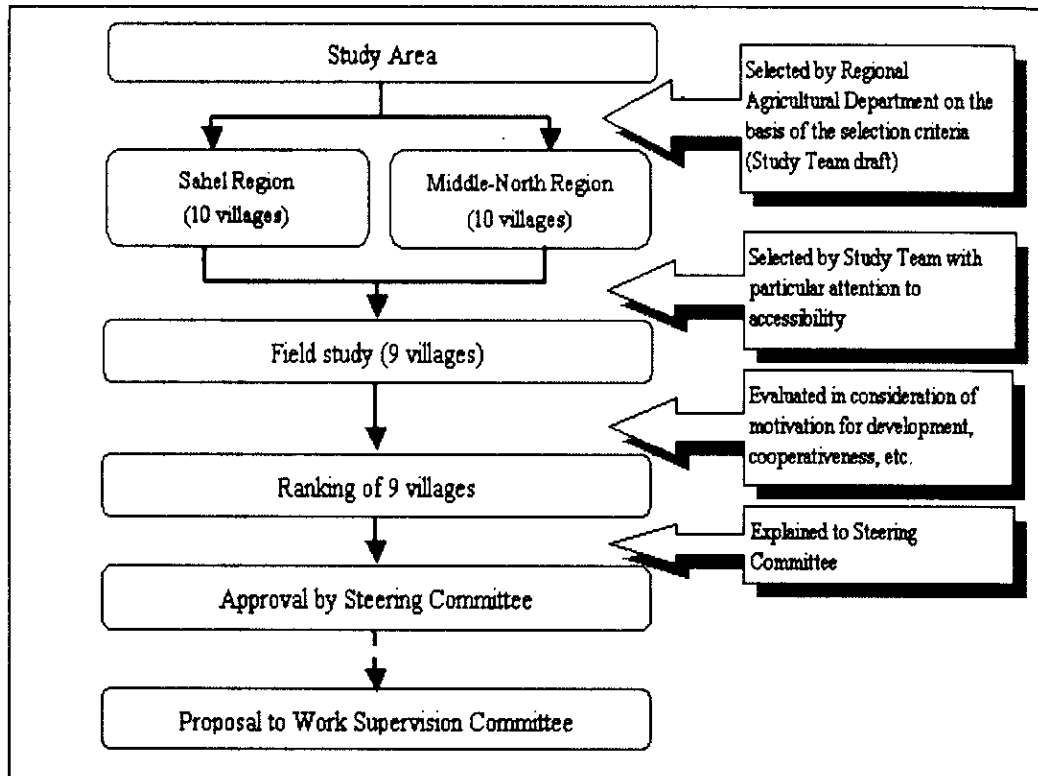 Study Area
Selected by Regional
Agricultural Department on the
basis of the selection criteria
(Study Team draft)
Sahel Region
(10 villages)
Middle-North Region
(10 villages)
Selected by Study Team with
particular attention to
accessibility
Field study (9 villages)
Evaluated in consideration of
motivation for development,
cooperativeness, etc.
Ranking of 9 villages
Explained to Steering
Committee
Approval by Steering Committee
Proposal to Work Supervision Committee